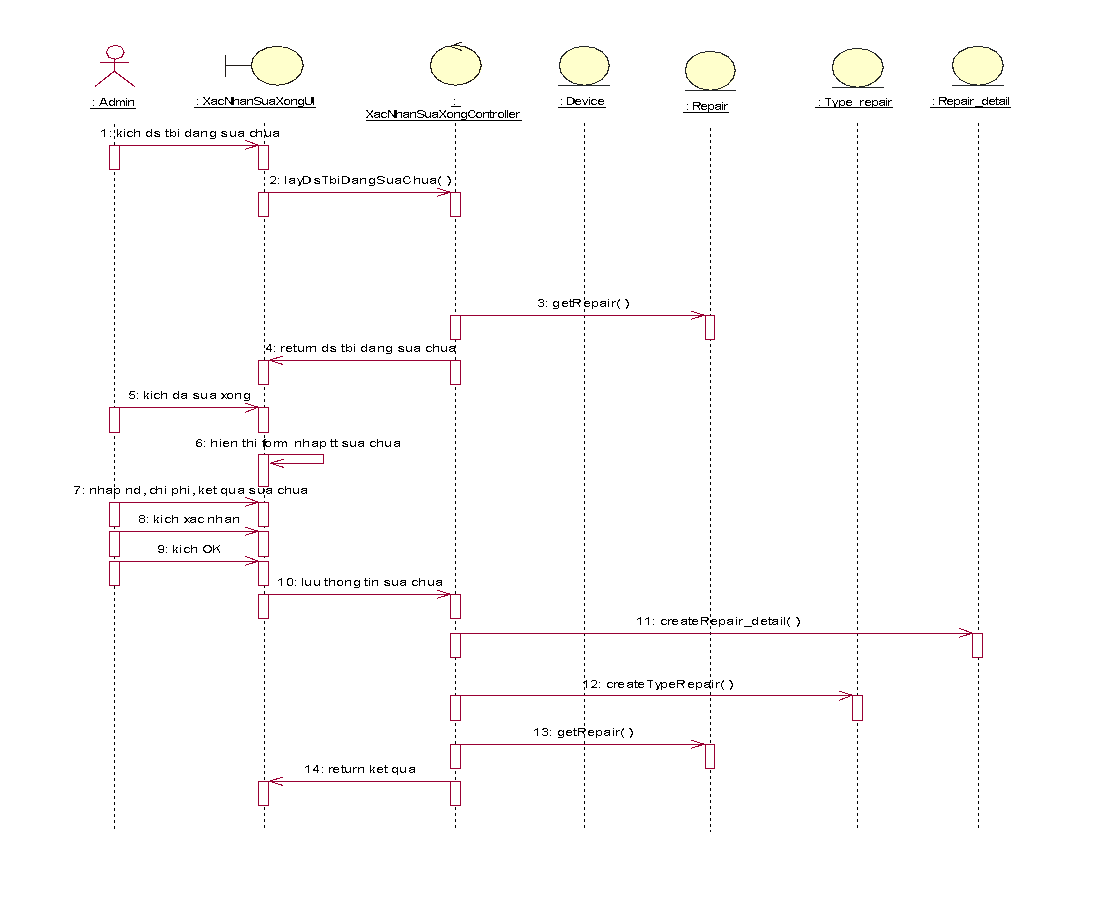 : Admin
: XacNhanSuaXongUI
:
XacNhanSuaXongController
: Device
: Repair
: Type_repair
: Repair_detail
1: kich ds tbi dang sua chua
2: layDsTbiDangSuaChua( )
3: getRepair( )
4: return ds tbi dang sua chua
5: kich da sua xong
6: hien thi form nhap tt sua chua
7: nhap nd, chi phi, ket qua sua chua
8: kich xac nhan
9: kich OK
10: luu thong tin sua chua
11: createRepair_detail( )
12: createTypeRepair( )
13: getRepair( )
14: return ket qua